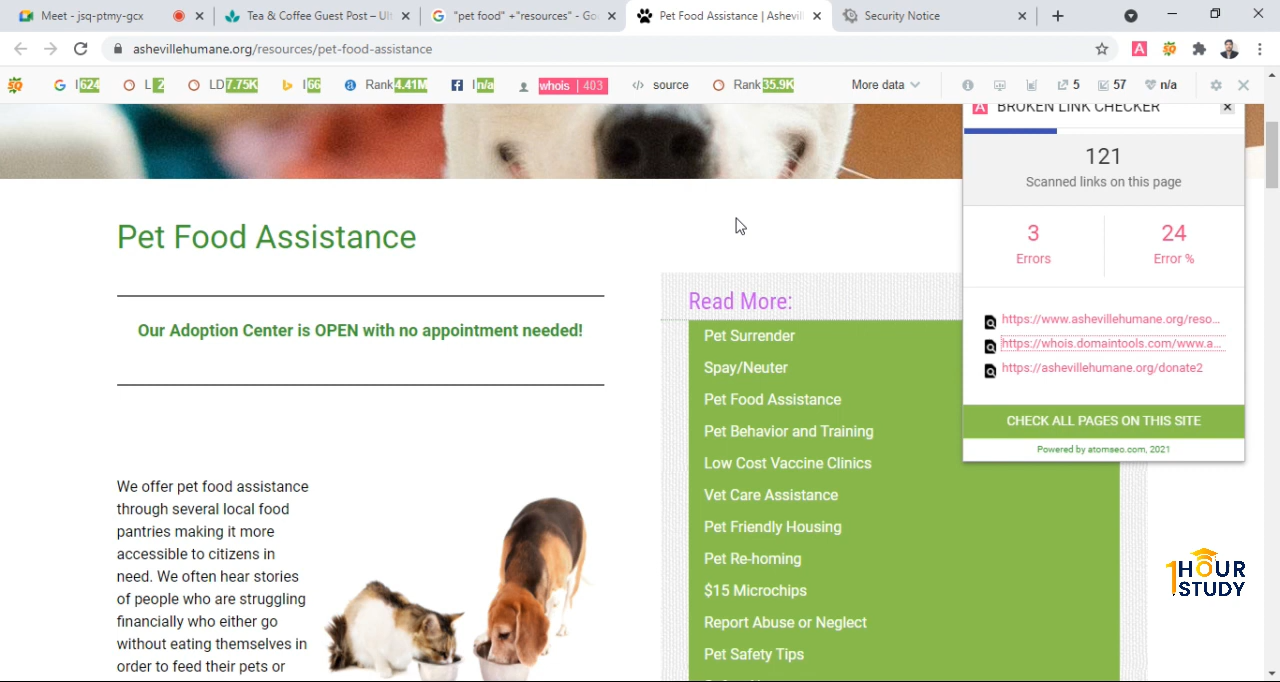 Meet - jsq-ptmy-gcx
Tea & Coffee Guest Post – Ul
"pet food" +"resources" - Go
Pet Food Assistance | Ashevil
Security Notice
ashevillehumane.org/resources/pet-food-assistance
I 624
L 2
LD 7.75K
I 66
Rank 4.41M
I n/a
whois | 403
source
Rank 35.9K
More data
5
57
n/a
A BROKEN LINK CHECKER
121
Scanned links on this page
3
Errors
24
Error %
https://www.ashevillehumane.org/reso...
https://whois.domaintools.com/www.a...
https://ashevillehumane.org/donate2
CHECK ALL PAGES ON THIS SITE
Powered by atomseo.com, 2021
Pet Food Assistance
Our Adoption Center is OPEN with no appointment needed!
We offer pet food assistance
through several local food
pantries making it more
accessible to citizens in
need. We often hear stories
of people who are struggling
financially who either go
without eating themselves in
order to feed their pets or
Read More:
Pet Surrender
Spay/Neuter
Pet Food Assistance
Pet Behavior and Training
Low Cost Vaccine Clinics
Vet Care Assistance
Pet Friendly Housing
Pet Re-homing
$15 Microchips
Report Abuse or Neglect
Pet Safety Tips
1HOUR
STUDY